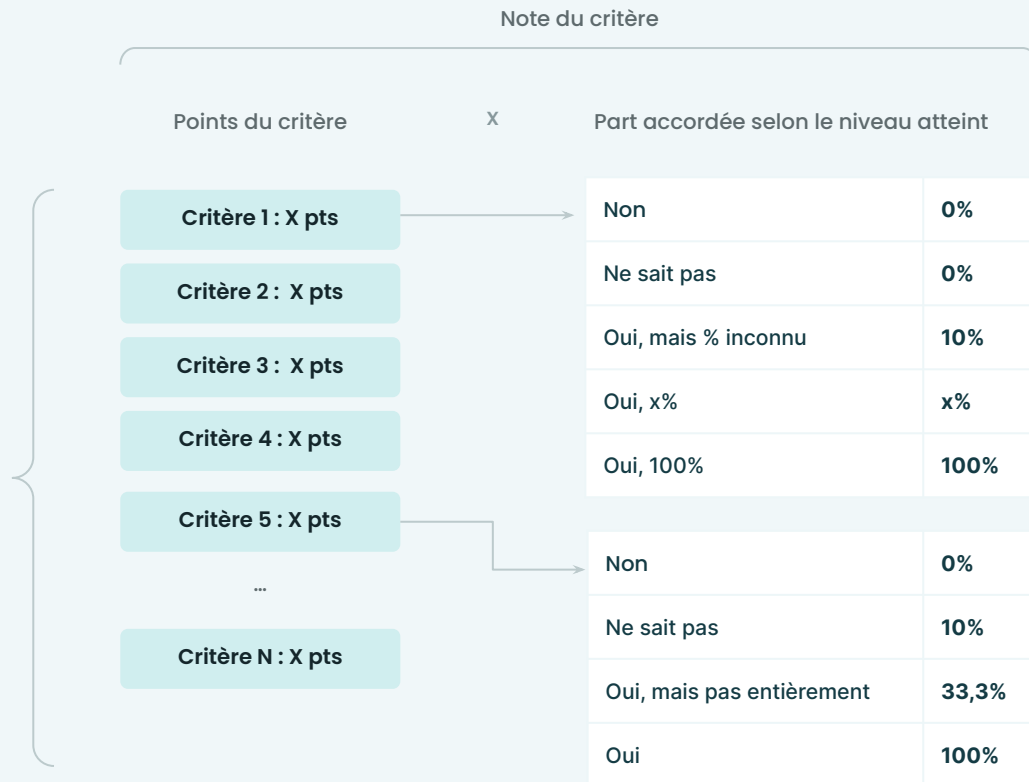 Note du critère
Points du critère X Part accordée selon le niveau atteint
Critère 1 : X pts
Critère 2 : X pts
Critère 3 : X pts
Critère 4 : X pts
Critère 5 : X pts
...
Critère N : X pts
Non 0%
Ne sait pas 0%
Oui, mais % inconnu 10%
Oui, x% x%
Oui, 100% 100%
Non 0%
Ne sait pas 10%
Oui, mais pas entièrement 33,3%
Oui 100%